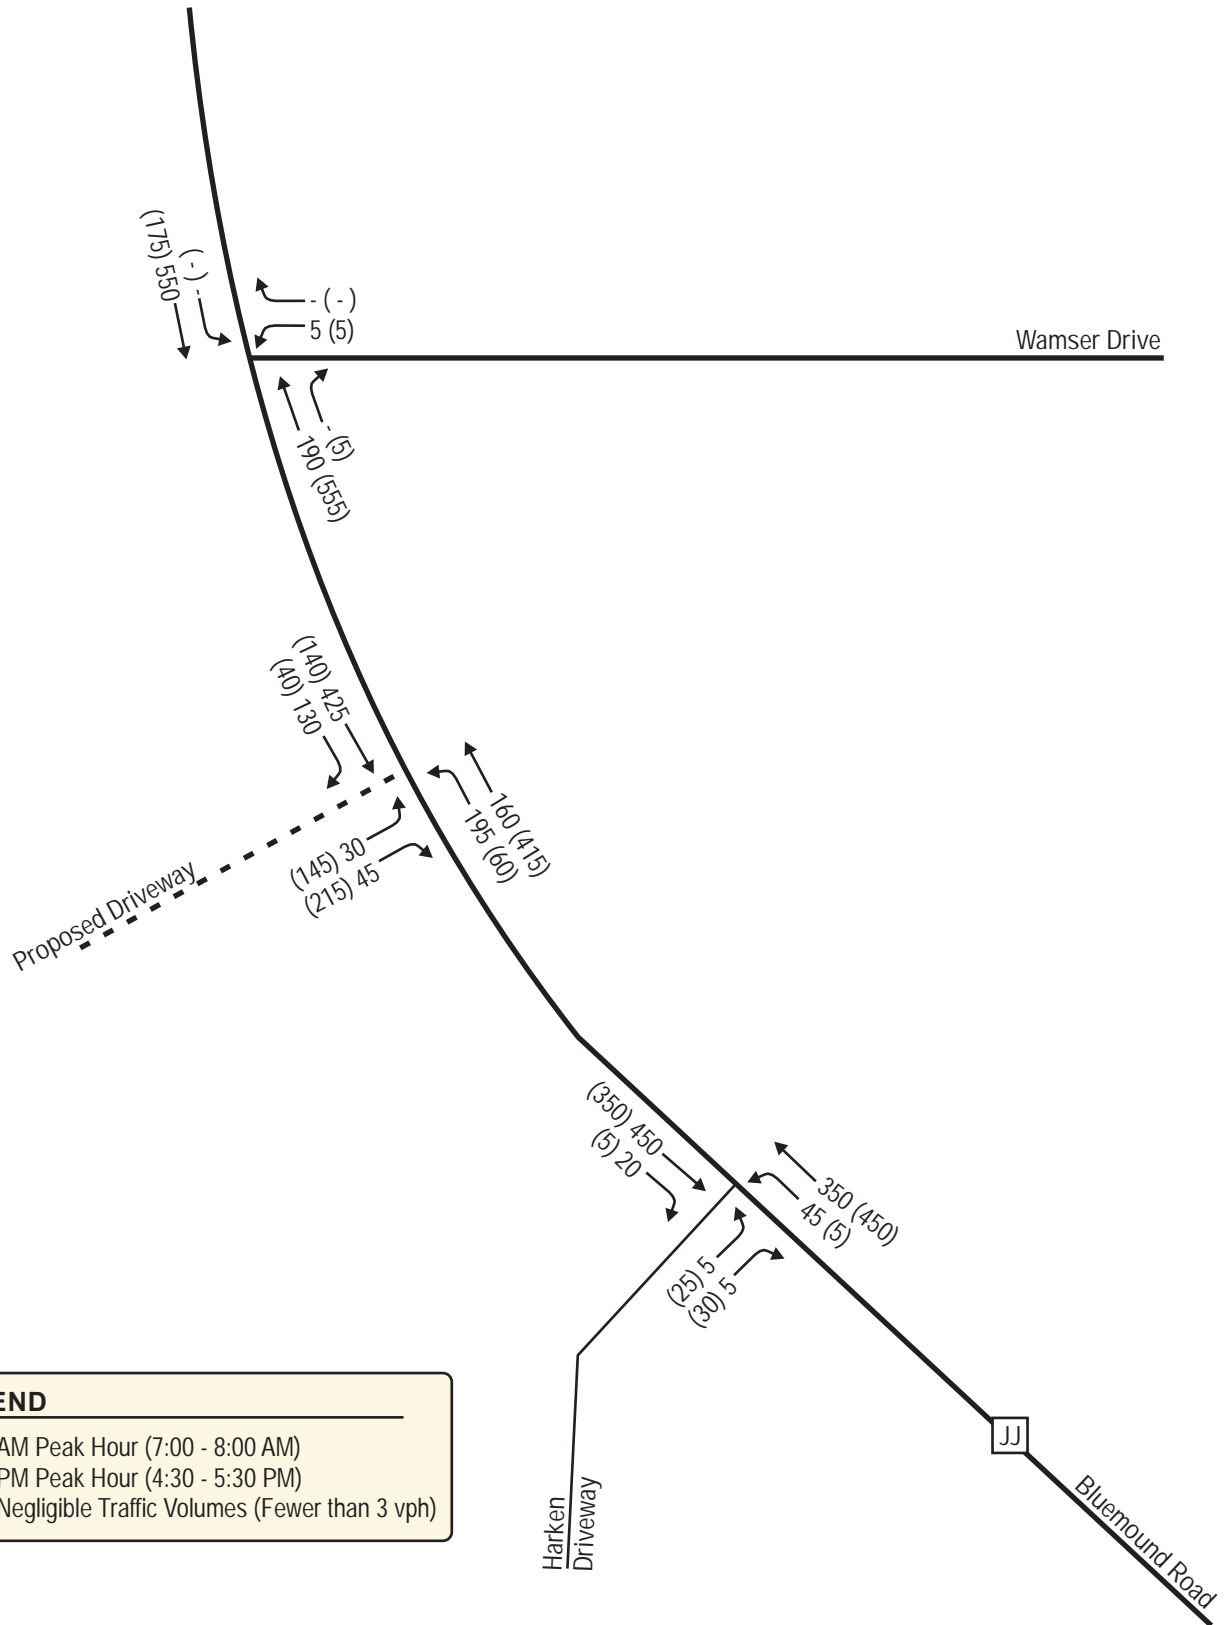 (175) 550
( - ) -
- ( - )
5 (5)
Wamser Drive
- (5)
190 (555)
(140) 425
(40) 130
160 (415)
195 (60)
(145) 30
(215) 45
Proposed Driveway
(350) 450
(5) 20
350 (450)
45 (5)
(25) 5
(30) 5
END
AM Peak Hour (7:00 - 8:00 AM)
PM Peak Hour (4:30 - 5:30 PM)
Negligible Traffic Volumes (Fewer than 3 vph)
Harken
Driveway
JJ
Bluemound Road